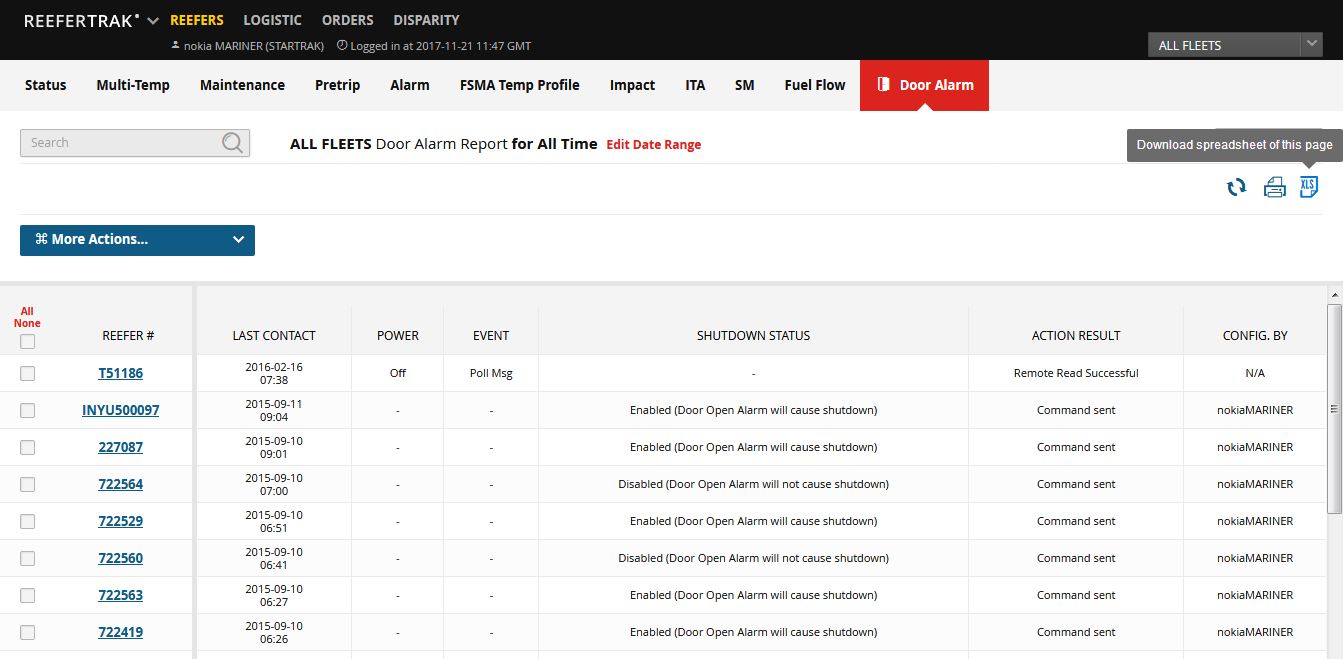 REEFERTRAK REEFERS LOGISTIC ORDERS DISPARITY
nokia MARINER (STARTRAK) Logged in at 2017-11-21 11:47 GMT
ALL FLEETS
Status Multi-Temp Maintenance Pretrip Alarm FSMA Temp Profile Impact ITA SM Fuel Flow Door Alarm
Search
ALL FLEETS Door Alarm Report for All Time Edit Date Range
Download spreadsheet of this page
XLS
⌘ More Actions...
All
None
REEFER # LAST CONTACT POWER EVENT SHUTDOWN STATUS ACTION RESULT CONFIG. BY
T51186 2016-02-16 07:38 Off Poll Msg - Remote Read Successful N/A
INYU500097 2015-09-11 09:04 - - Enabled (Door Open Alarm will cause shutdown) Command sent nokiaMARINER
227087 2015-09-10 09:01 - - Enabled (Door Open Alarm will cause shutdown) Command sent nokiaMARINER
722564 2015-09-10 07:00 - - Disabled (Door Open Alarm will not cause shutdown) Command sent nokiaMARINER
722529 2015-09-10 06:51 - - Enabled (Door Open Alarm will cause shutdown) Command sent nokiaMARINER
722560 2015-09-10 06:41 - - Disabled (Door Open Alarm will not cause shutdown) Command sent nokiaMARINER
722563 2015-09-10 06:27 - - Enabled (Door Open Alarm will cause shutdown) Command sent nokiaMARINER
722419 2015-09-10 06:26 - - Enabled (Door Open Alarm will cause shutdown) Command sent nokiaMARINER